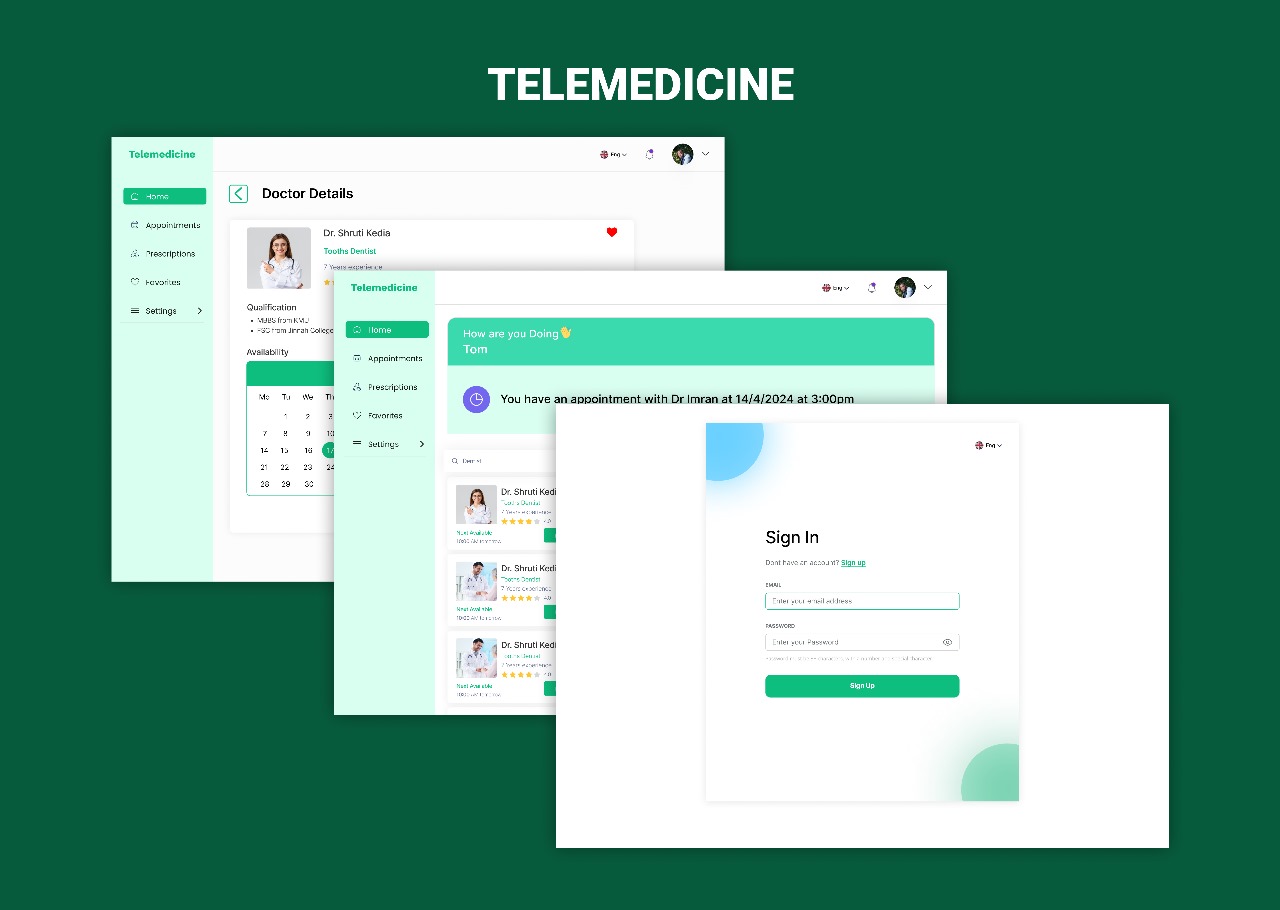 TELEMEDICINE
Telemedicine
Eng
Home
Appointments
Prescriptions
Favorites
Settings
Doctor Details
Dr. Shruti Kedia
Tooths Dentist
7 Years experience
Qualification
MBBS from KMU
FSC from Jinnah College
Availability
Mo Tu We Th
1 2 3
7 8 9 10
14 15 16 17
21 22 23 24
28 29 30
Telemedicine
Eng
Home
Appointments
Prescriptions
Favorites
Settings
How are you Doing👋
Tom
You have an appointment with Dr Imran at 14/4/2024 at 3:00pm
Dentist
Dr. Shruti Kedi
Tooths Dentist
7 Years experience
4.0
Next Available
10:00 AM tomorrow
Dr. Shruti Kedi
Tooths Dentist
7 Years experience
4.0
Next Available
10:00 AM tomorrow
Dr. Shruti Kedi
Tooths Dentist
7 Years experience
4.0
Next Available
10:00 AM tomorrow
Eng
Sign In
Dont have an account? Sign up
EMAIL
Enter your email address
PASSWORD
Enter your Password
Sign Up